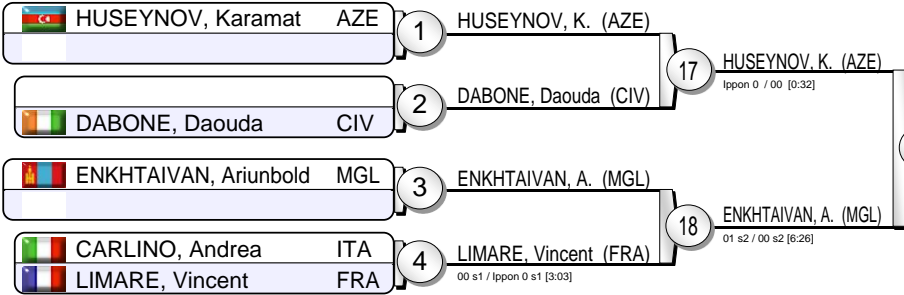 HUSEYNOV, Karamat AZE
1
HUSEYNOV, K. (AZE)
17
HUSEYNOV, K. (AZE)
Ippon 0 / 00 [0:32]
2
DABONE, Daouda (CIV)
DABONE, Daouda CIV
ENKHTAIVAN, Ariunbold MGL
3
ENKHTAIVAN, A. (MGL)
18
ENKHTAIVAN, A. (MGL)
01 s2 / 00 s2 [6:26]
CARLINO, Andrea ITA
4
LIMARE, Vincent (FRA)
LIMARE, Vincent FRA
00 s1 / Ippon 0 s1 [3:03]